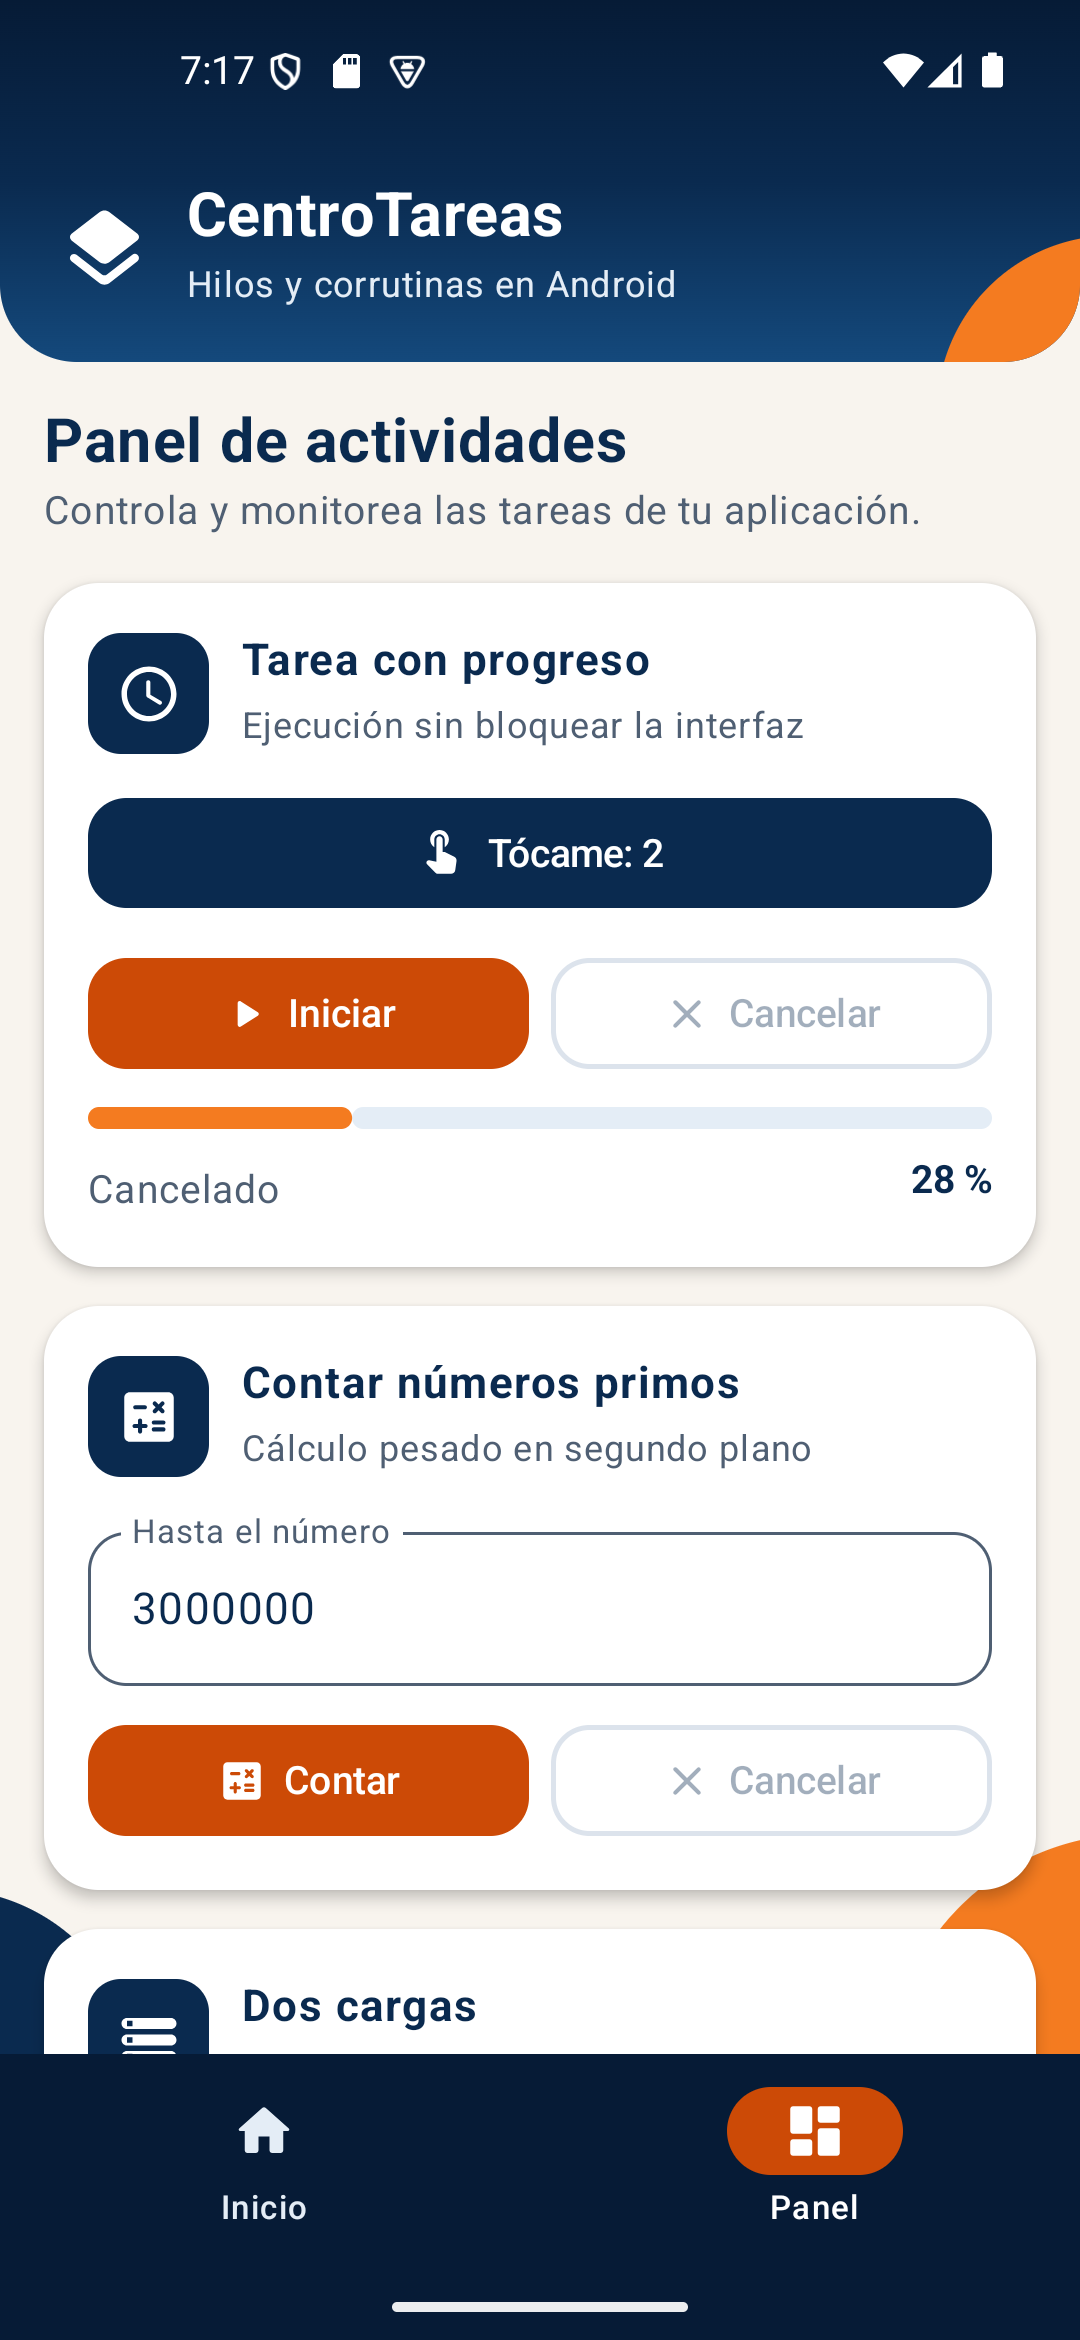 7:17
CentroTareas
Hilos y corrutinas en Android
Panel de actividades
Controla y monitorea las tareas de tu aplicación.
Tarea con progreso
Ejecución sin bloquear la interfaz
Tócame: 2
Iniciar
Cancelar
Cancelado
28 %
Contar números primos
Cálculo pesado en segundo plano
Hasta el número
3000000
Contar
Cancelar
Dos cargas
Inicio
Panel